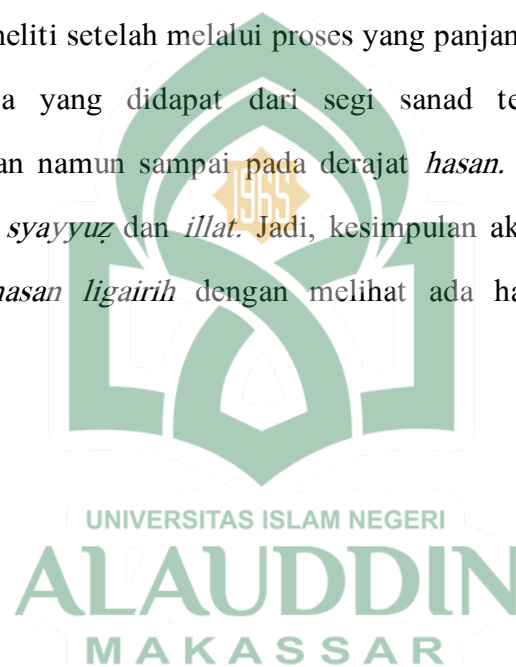 neliti setelah melalui proses yang panjan
a yang didapat dari segi sanad te
an namun sampai pada derajat hasan.
syayyuẓ dan illat. Jadi, kesimpulan ak
hasan ligairih dengan melihat ada ha
1965
UNIVERSITAS ISLAM NEGERI
ALAUDDIN
MAKASSAR